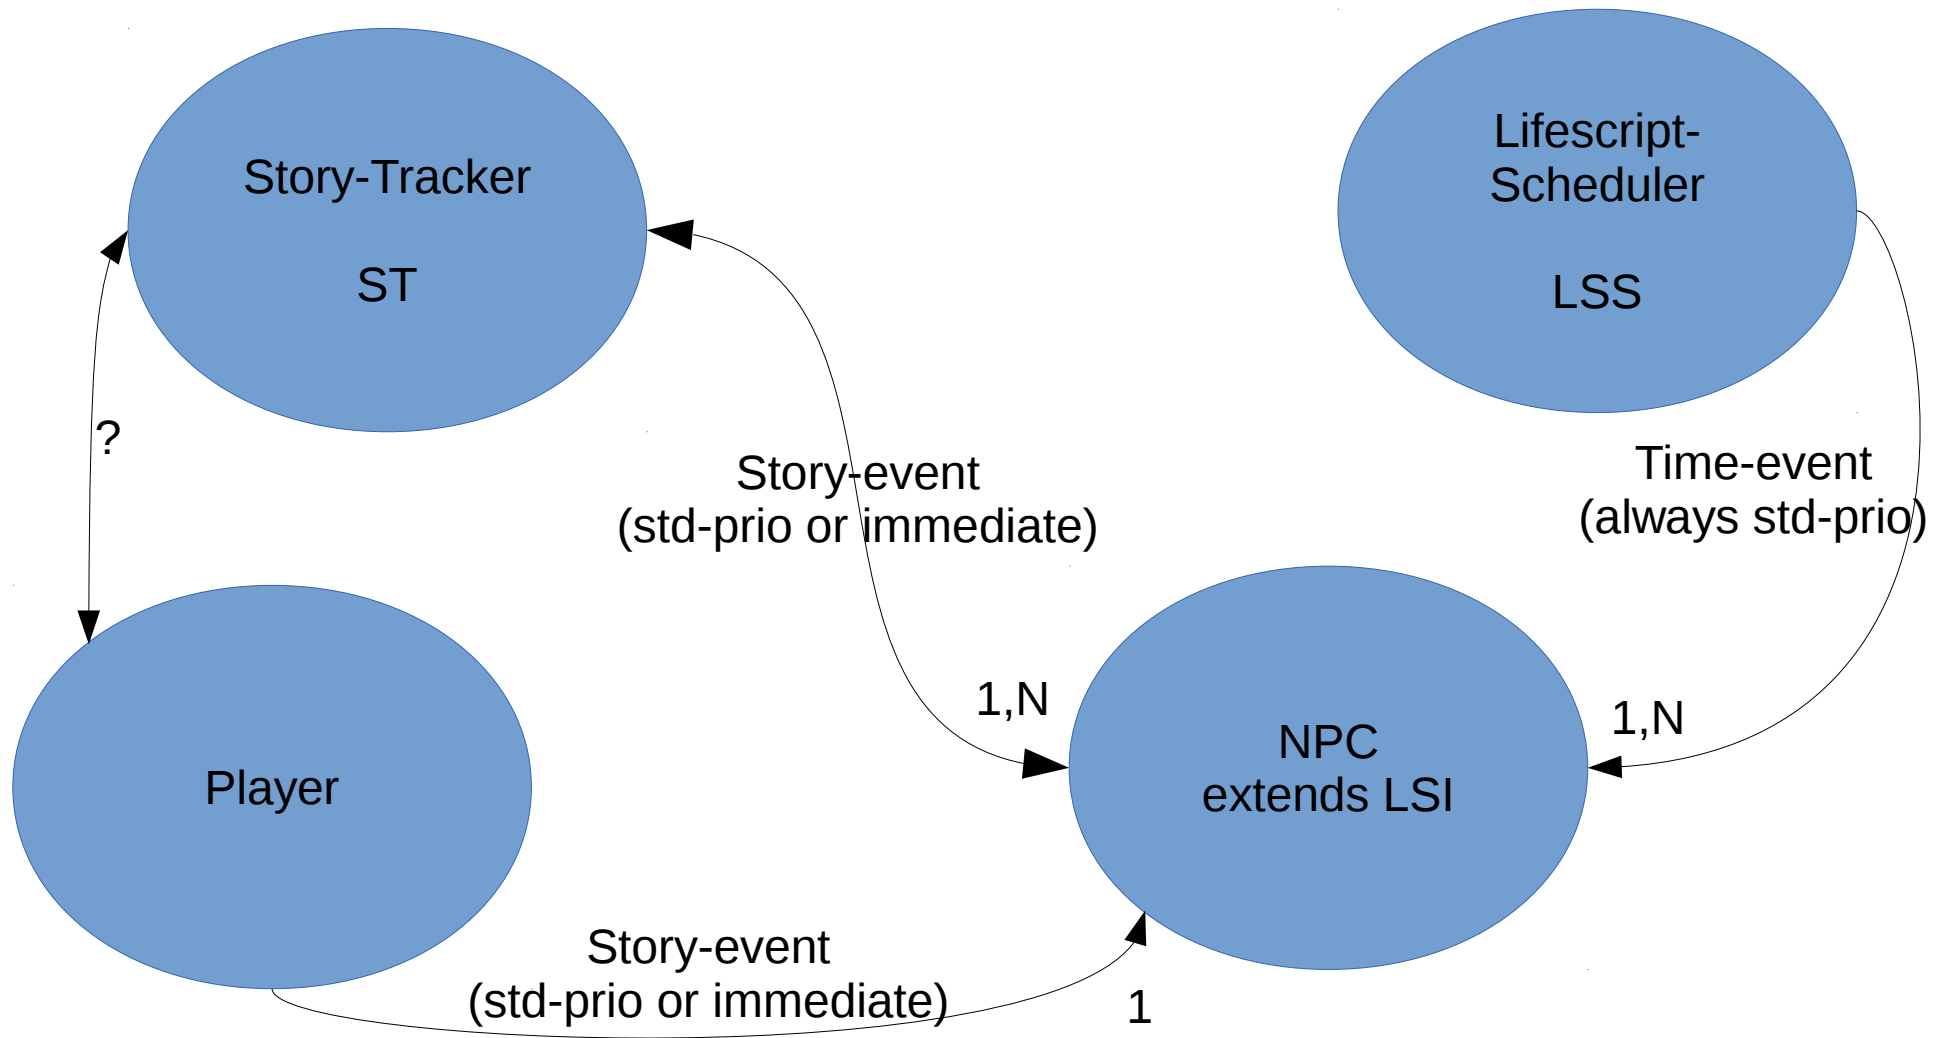 Story-Tracker
ST
Lifescript-
Scheduler
LSS
?
Story-event
(std-prio or immediate)
Time-event
(always std-prio)
1,N
1,N
Player
NPC
extends LSI
Story-event
(std-prio or immediate)
1